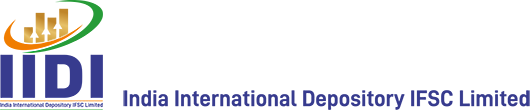 IIDI
India International Depository IFSC Limited
India International Depository IFSC Limited